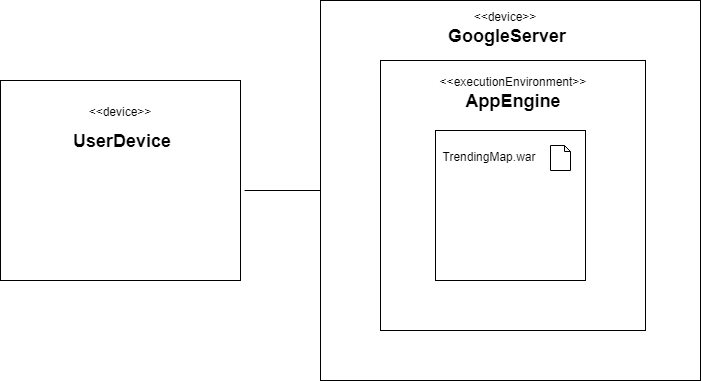 <<device>>
UserDevice
<<device>>
GoogleServer
<<executionEnvironment>>
AppEngine
TrendingMap.war